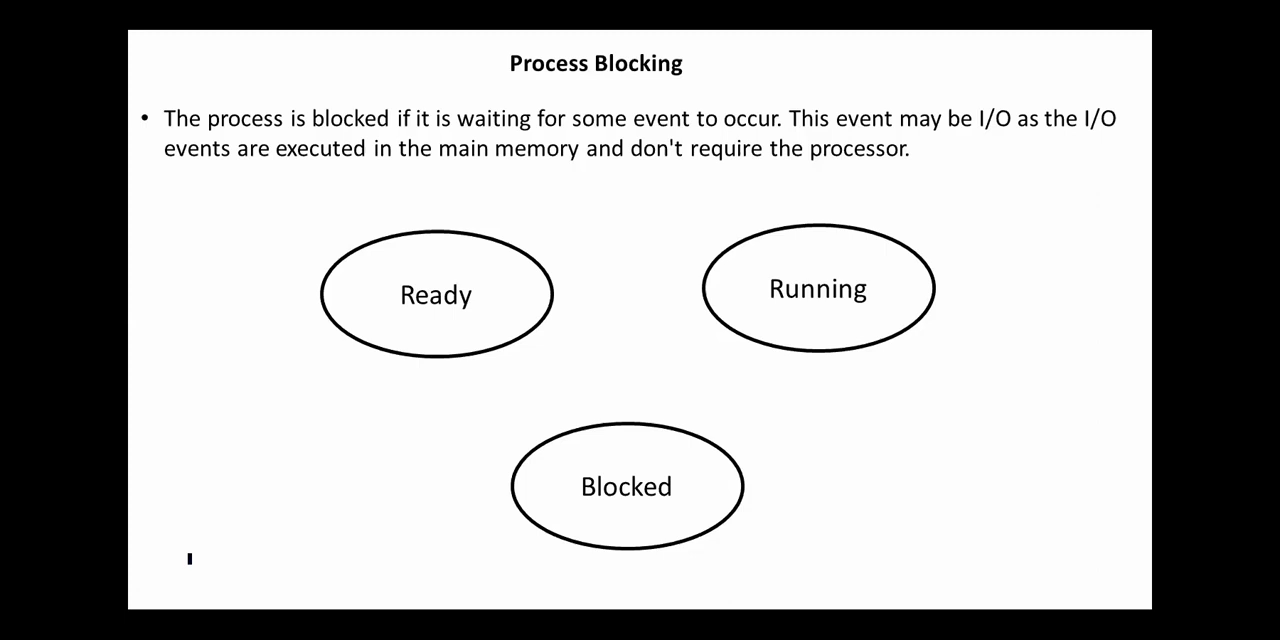 Process Blocking
• The process is blocked if it is waiting for some event to occur. This event may be I/O as the I/O
events are executed in the main memory and don't require the processor.
Ready
Running
Blocked